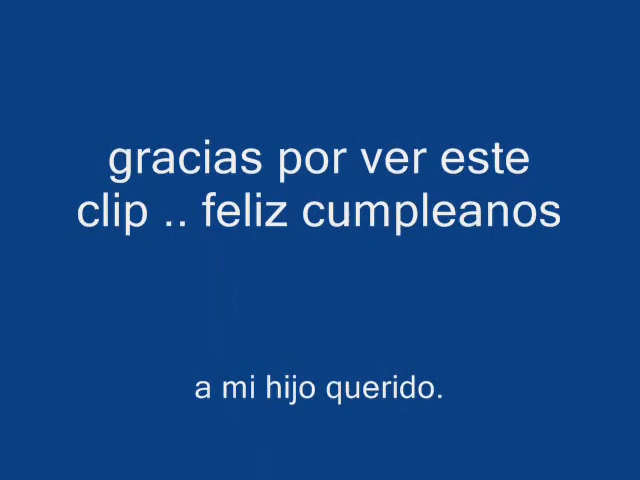 gracias por ver este
clip .. feliz cumpleanos
a mi hijo querido.